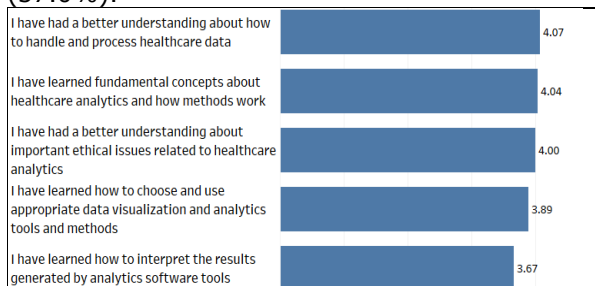 (57.6%).
I have had a better understanding about how
to handle and process healthcare data
4.07
I have learned fundamental concepts about
healthcare analytics and how methods work
4.04
I have had a better understanding about
important ethical issues related to healthcare
analytics
4.00
I have learned how to choose and use
appropriate data visualization and analytics
tools and methods
3.89
I have learned how to interpret the results
generated by analytics software tools
3.67